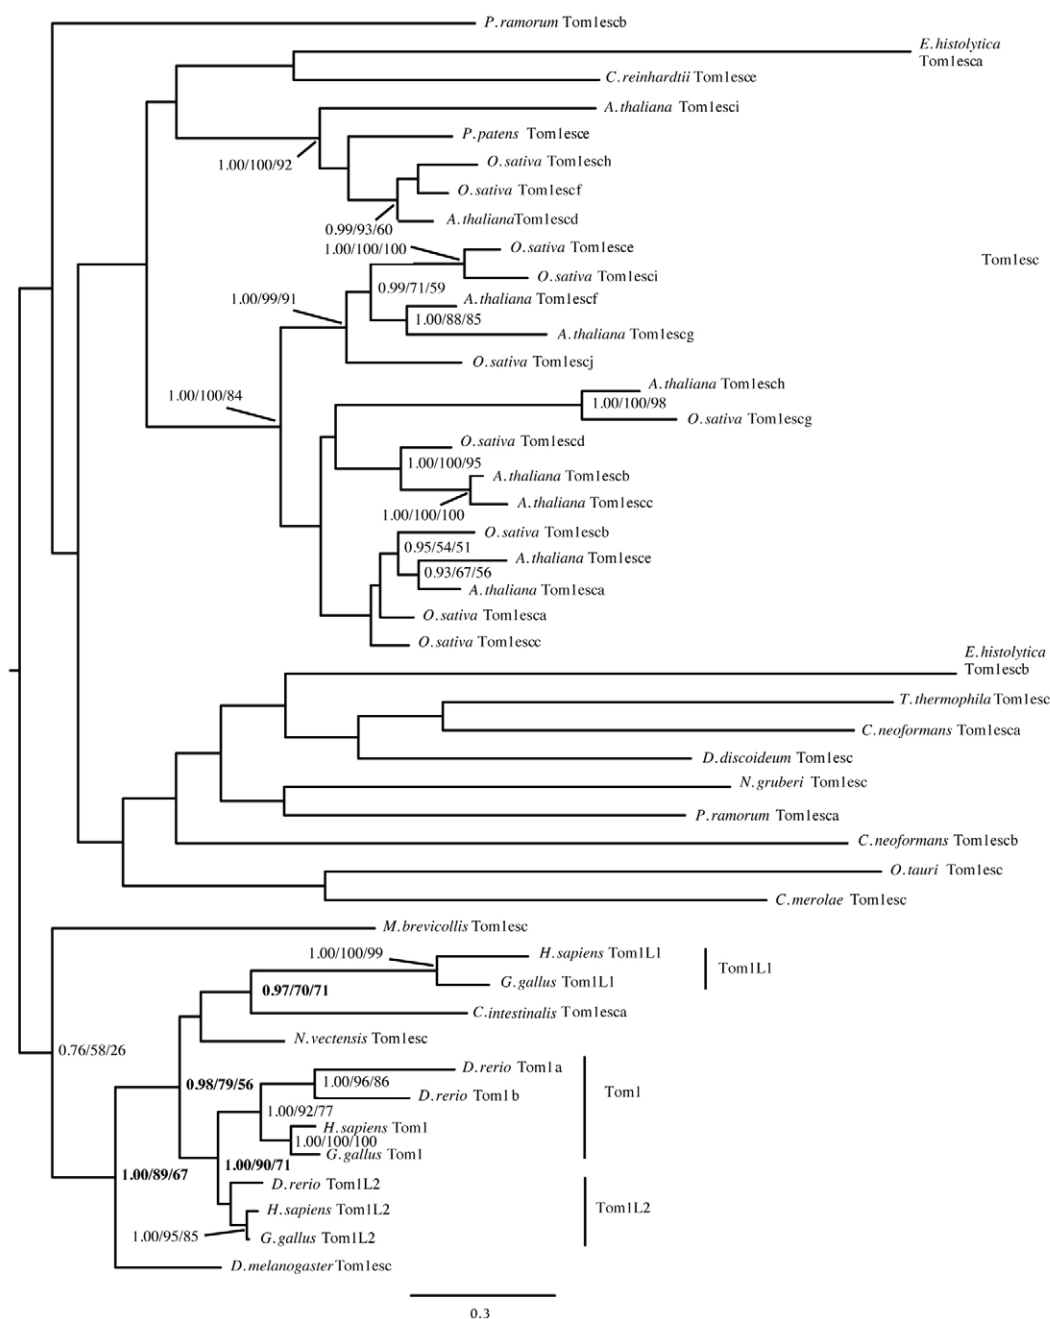 P.ramorum Tom1escb
E.histolytica
Tom1esca
C.reinhardtii Tom1esce
A.thaliana Tom1esci
P.patens Tom1esce
1.00/100/92
O.sativa Tom1esch
O.sativa Tom1escf
A.thalianaTom1escd
0.99/93/60
1.00/100/100
O.sativa Tom1esce
Tom1esc
O.sativa Tom1esci
0.99/71/59
1.00/99/91
A.thaliana Tom1escf
1.00/88/85
A.thaliana Tom1escg
O.sativa Tom1escj
A.thaliana Tom1esch
1.00/100/84
1.00/100/98
O.sativa Tom1escg
O.sativa Tom1escd
1.00/100/95
A.thaliana Tom1escb
A.thaliana Tom1escc
1.00/100/100
O.sativa Tom1escb
0.95/54/51
A.thaliana Tom1esce
0.93/67/56
A.thaliana Tom1esca
O.sativa Tom1esca
O.sativa Tom1escc
E.histolytica
Tom1escb
T.thermophila Tom1esc
C.neoformans Tom1esca
D.discoideum Tom1esc
N.gruberi Tom1esc
P.ramorum Tom1esca
C.neoformans Tom1escb
O.tauri Tom1esc
C.merolae Tom1esc
M.brevicollis Tom1esc
1.00/100/99
H.sapiens Tom1L1
Tom1L1
G.gallus Tom1L1
0.97/70/71
C.intestinalis Tom1esca
N.vectensis Tom1esc
0.76/58/26
D.rerio Tom1a
0.98/79/56
1.00/96/86
Tom1
D.rerio Tom1b
1.00/92/77
H.sapiens Tom1
1.00/100/100
G.gallus Tom1
1.00/90/71
1.00/89/67
D.rerio Tom1L2
H.sapiens Tom1L2
Tom1L2
1.00/95/85
G.gallus Tom1L2
D.melanogaster Tom1esc
0.3